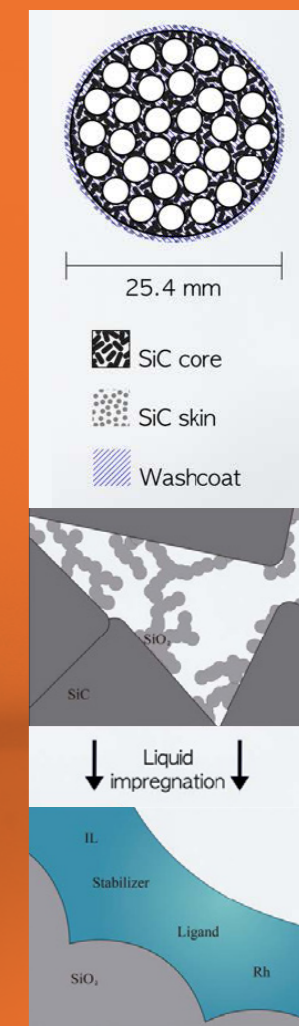 25.4 mm
SiC core
SiC skin
Washcoat
SiO₂
SiC
Liquid
impregnation
IL
Stabilizer
Ligand
Rh
SiO₂